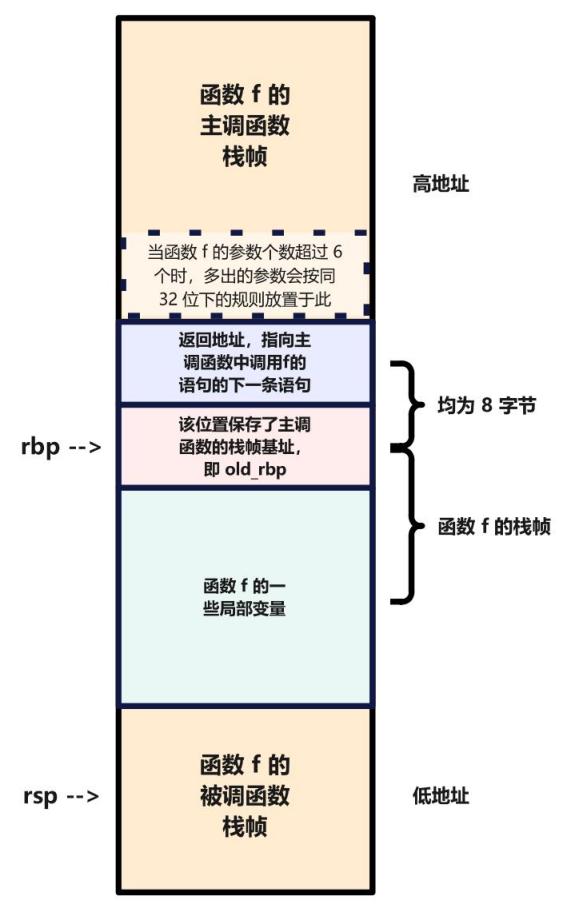 函数 f 的
主调函数
栈帧
高地址
当函数 f 的参数个数超过 6
个时，多出的参数会按同
32 位下的规则放置于此
返回地址，指向主
调函数中调用f的
语句的下一条语句
均为 8 字节
rbp -->
该位置保存了主调
函数的栈帧基址，
即 old_rbp
函数 f 的栈帧
函数 f 的一
些局部变量
rsp -->
函数 f 的
被调函数
栈帧
低地址